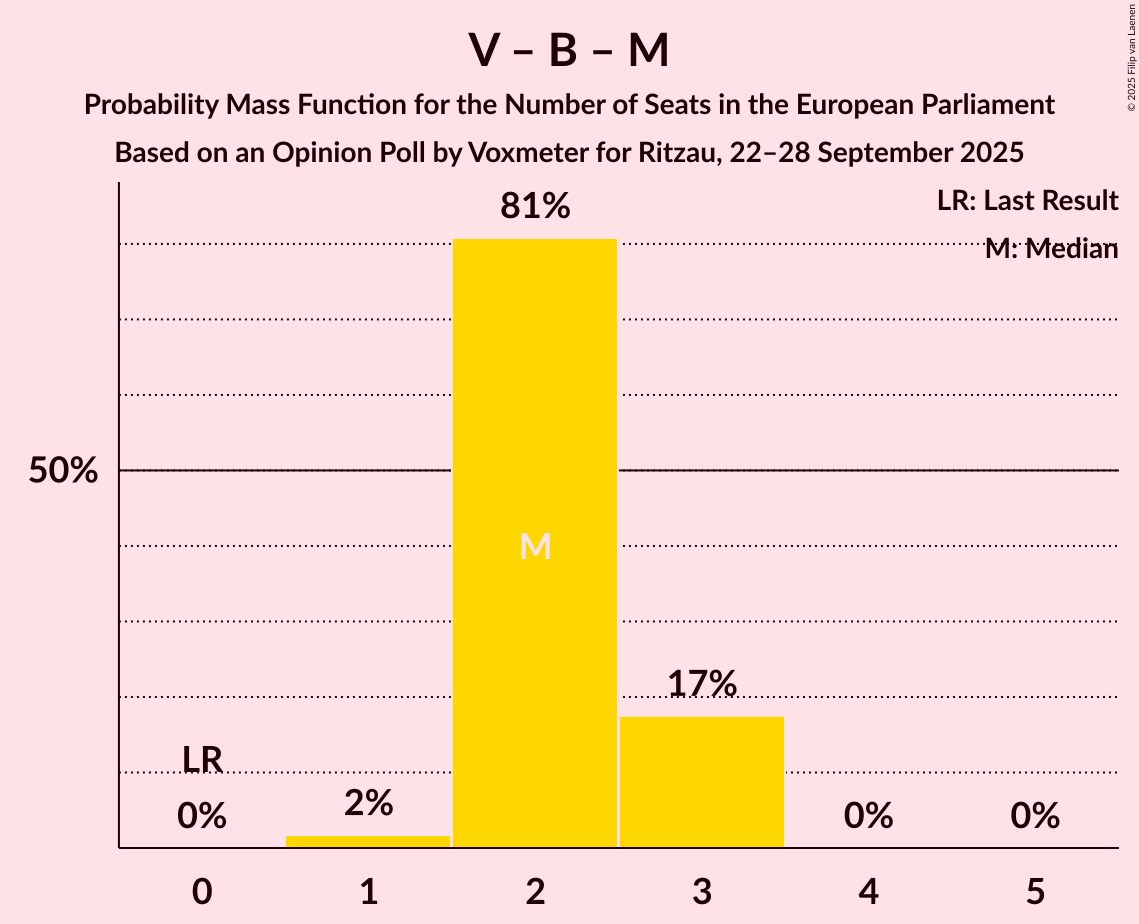 V – B – M
Probability Mass Function for the Number of Seats in the European Parliament
Based on an Opinion Poll by Voxmeter for Ritzau, 22–28 September 2025
© 2025 Filip van Laenen
LR: Last Result
M: Median
81%
50%
M
17%
LR
0%
2%
0%
0%
0 1 2 3 4 5